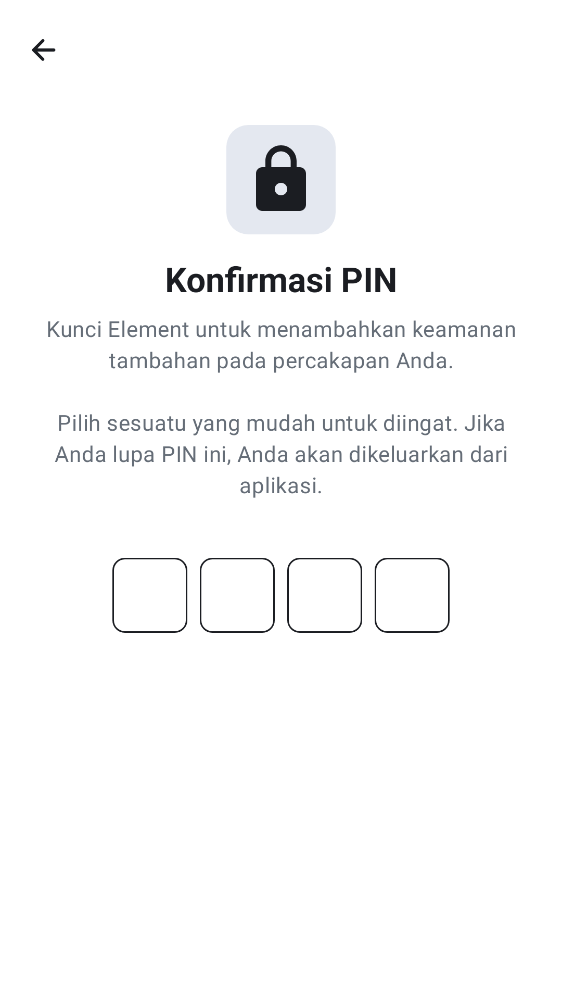 Konfirmasi PIN
Kunci Element untuk menambahkan keamanan
tambahan pada percakapan Anda.
Pilih sesuatu yang mudah untuk diingat. Jika
Anda lupa PIN ini, Anda akan dikeluarkan dari
aplikasi.